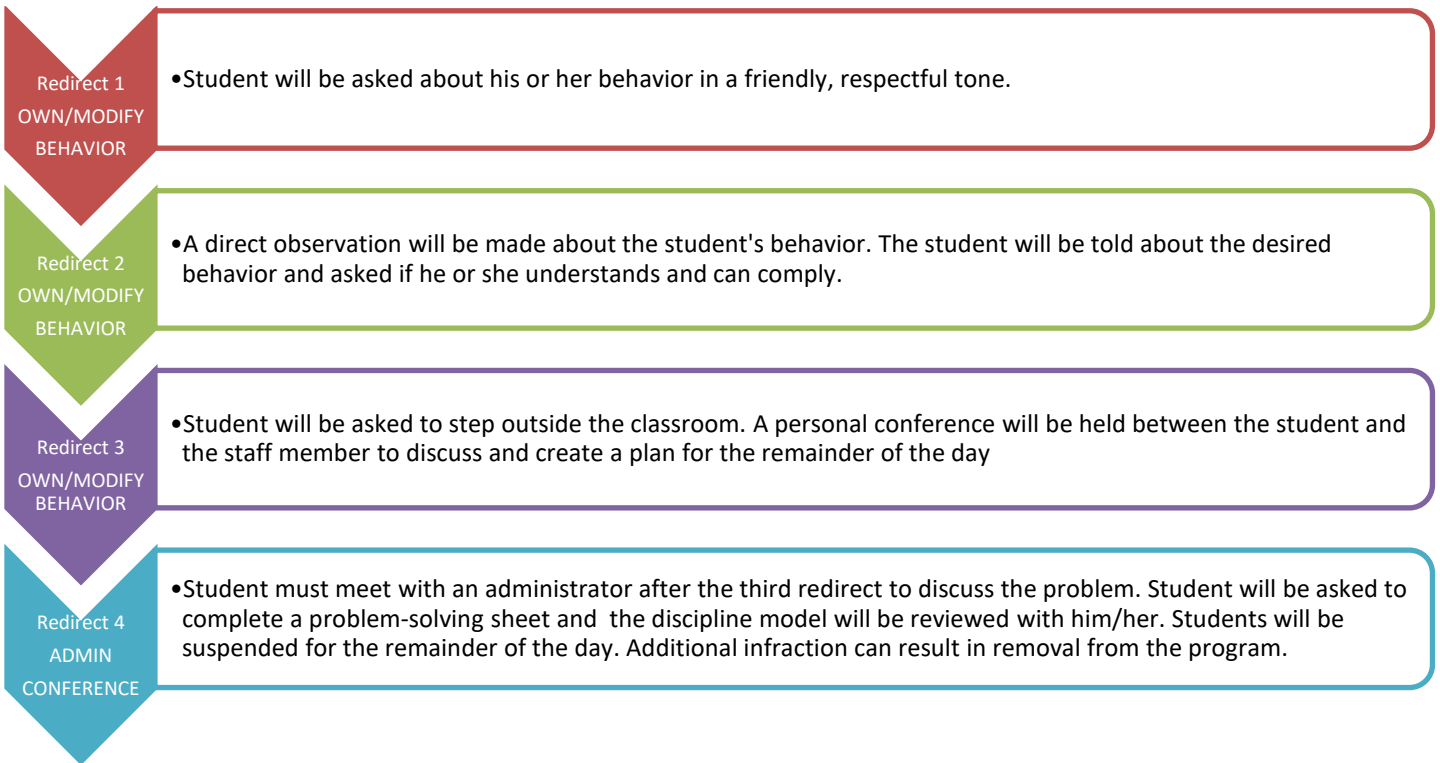 Redirect 1
OWN/MODIFY
BEHAVIOR
•Student will be asked about his or her behavior in a friendly, respectful tone.
Redirect 2
OWN/MODIFY
BEHAVIOR
•A direct observation will be made about the student's behavior. The student will be told about the desired
behavior and asked if he or she understands and can comply.
Redirect 3
OWN/MODIFY
BEHAVIOR
•Student will be asked to step outside the classroom. A personal conference will be held between the student and
the staff member to discuss and create a plan for the remainder of the day
Redirect 4
ADMIN
CONFERENCE
•Student must meet with an administrator after the third redirect to discuss the problem. Student will be asked to
complete a problem-solving sheet and  the discipline model will be reviewed with him/her. Students will be
suspended for the remainder of the day. Additional infraction can result in removal from the program.